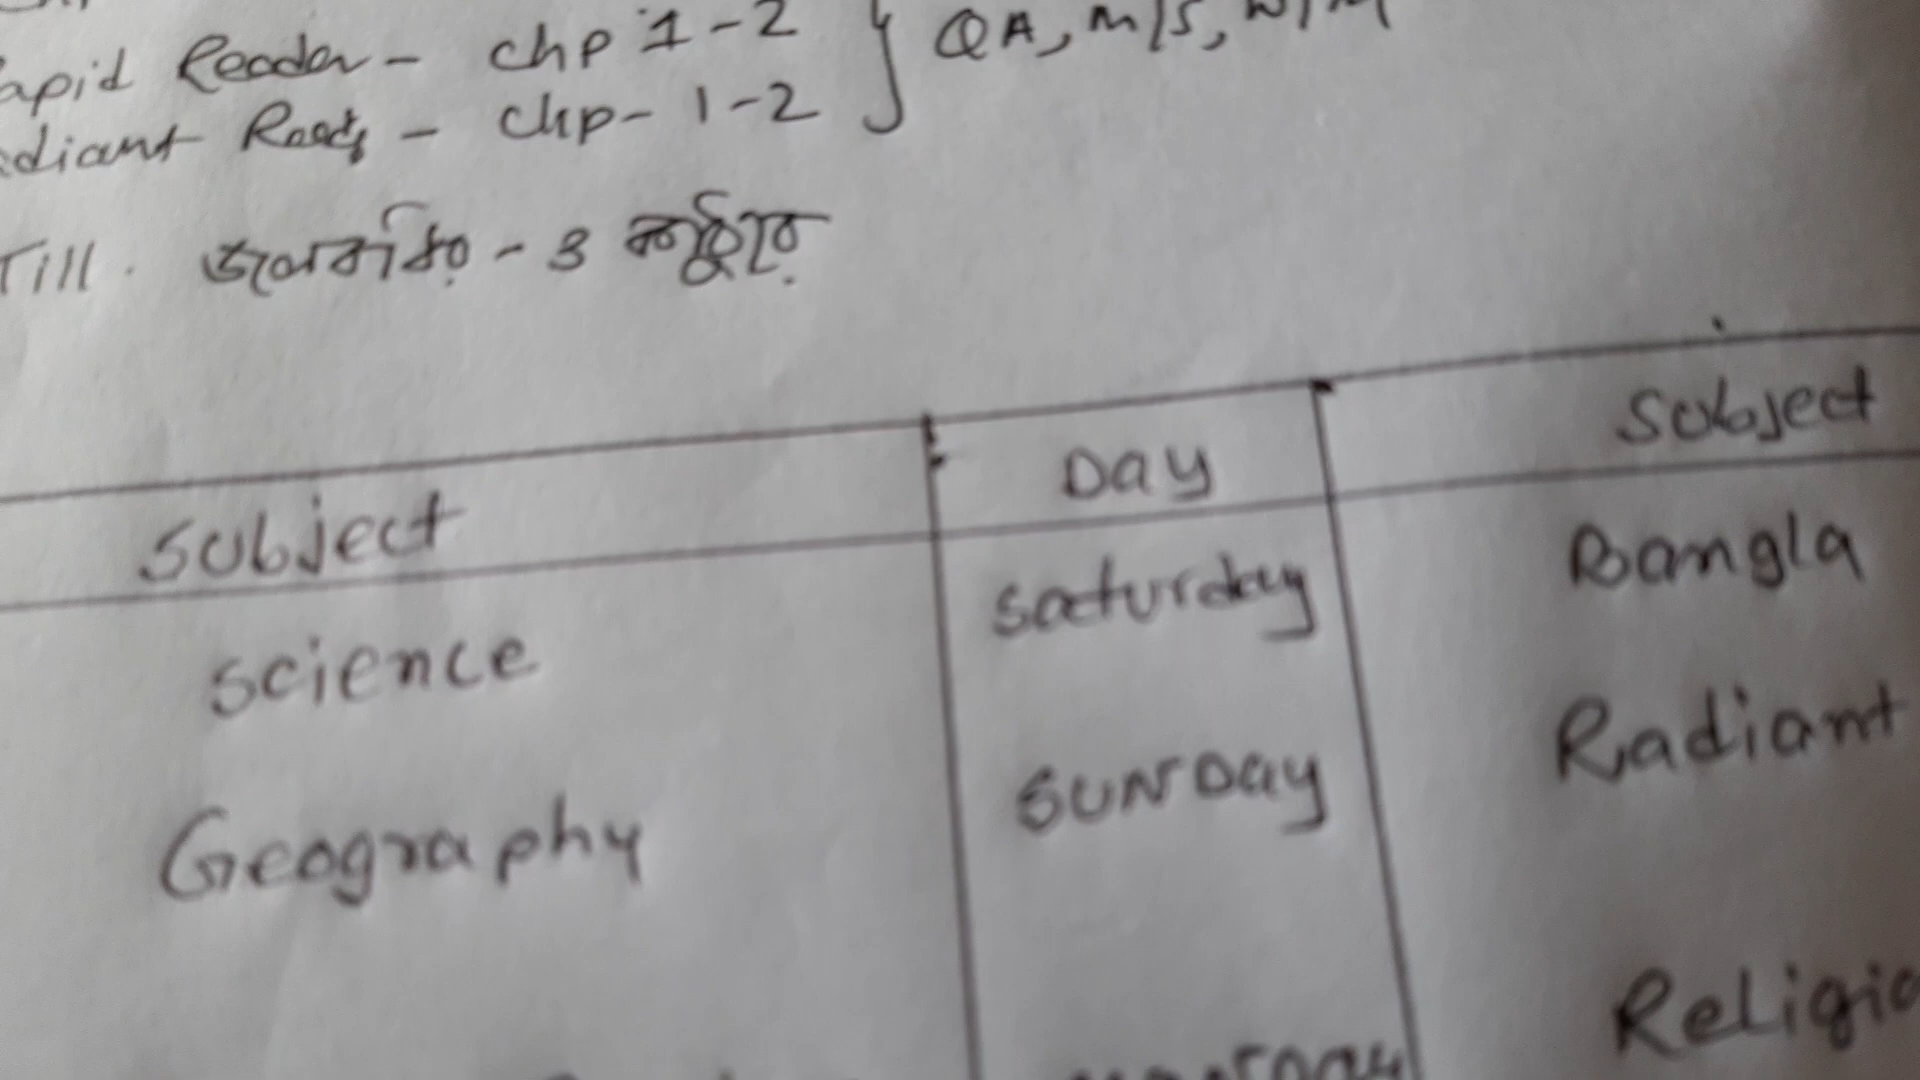 Rapid Reader - chp 1-2 } QA, m/s, w/m
Radiant Reads - chp- 1-2
Till. - ও
Subject Day Subject
Science Saturday Bangla
Geography Sunday Radiant
Religio